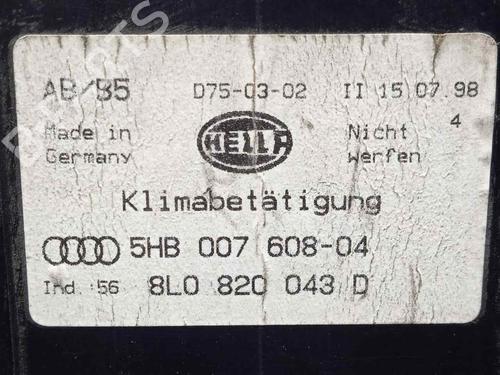 AB/B5 D75-03-02 II 15 07.98
Made in Germany
HELLA
Nicht werfen
4
Klimabetätigung
5HB 007 608-04
Ind. 56 8L0 820 043 D